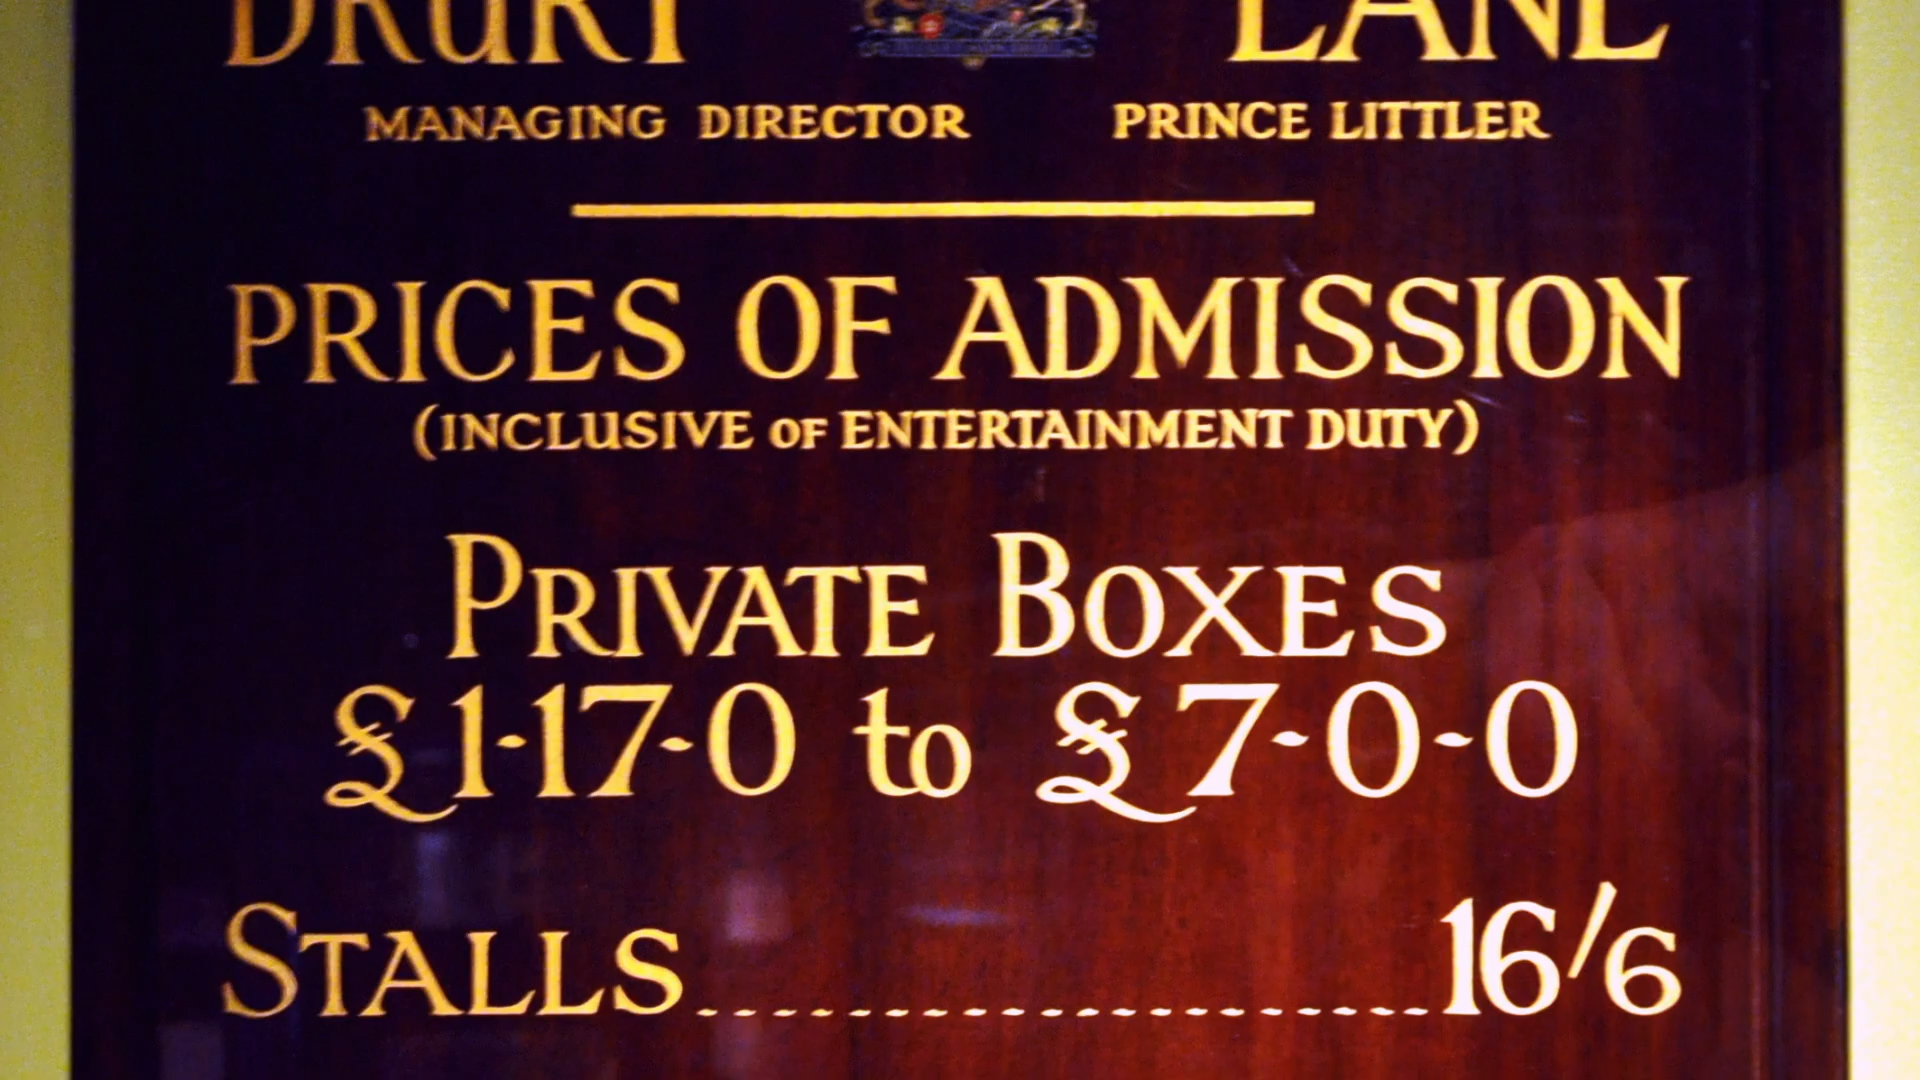 DRURY LANE
MANAGING DIRECTOR PRINCE LITTLER
PRICES OF ADMISSION
(INCLUSIVE OF ENTERTAINMENT DUTY)
PRIVATE BOXES
£1-17-0 to £7-0-0
STALLS 16/6